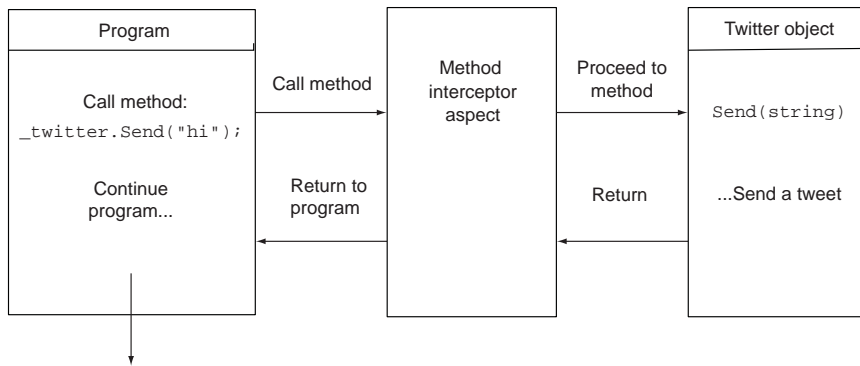 Program
Call method:
_twitter.Send("hi");
Continue
program...
Call method
Return to
program
Method
interceptor
aspect
Proceed to
method
Return
Twitter object
Send(string)
...Send a tweet